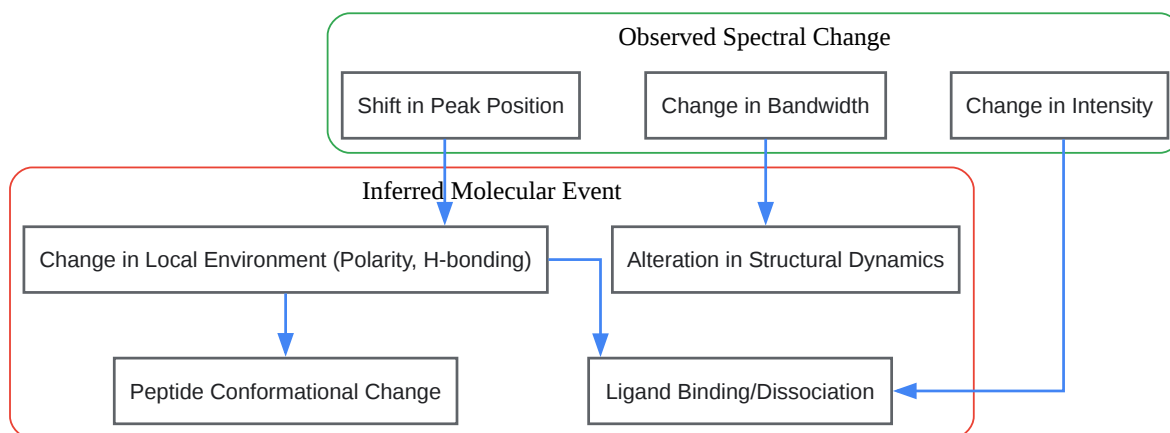 Observed Spectral Change
Shift in Peak Position
Change in Bandwidth
Change in Intensity
Inferred Molecular Event
Change in Local Environment (Polarity, H-bonding)
Alteration in Structural Dynamics
Peptide Conformational Change
Ligand Binding/Dissociation